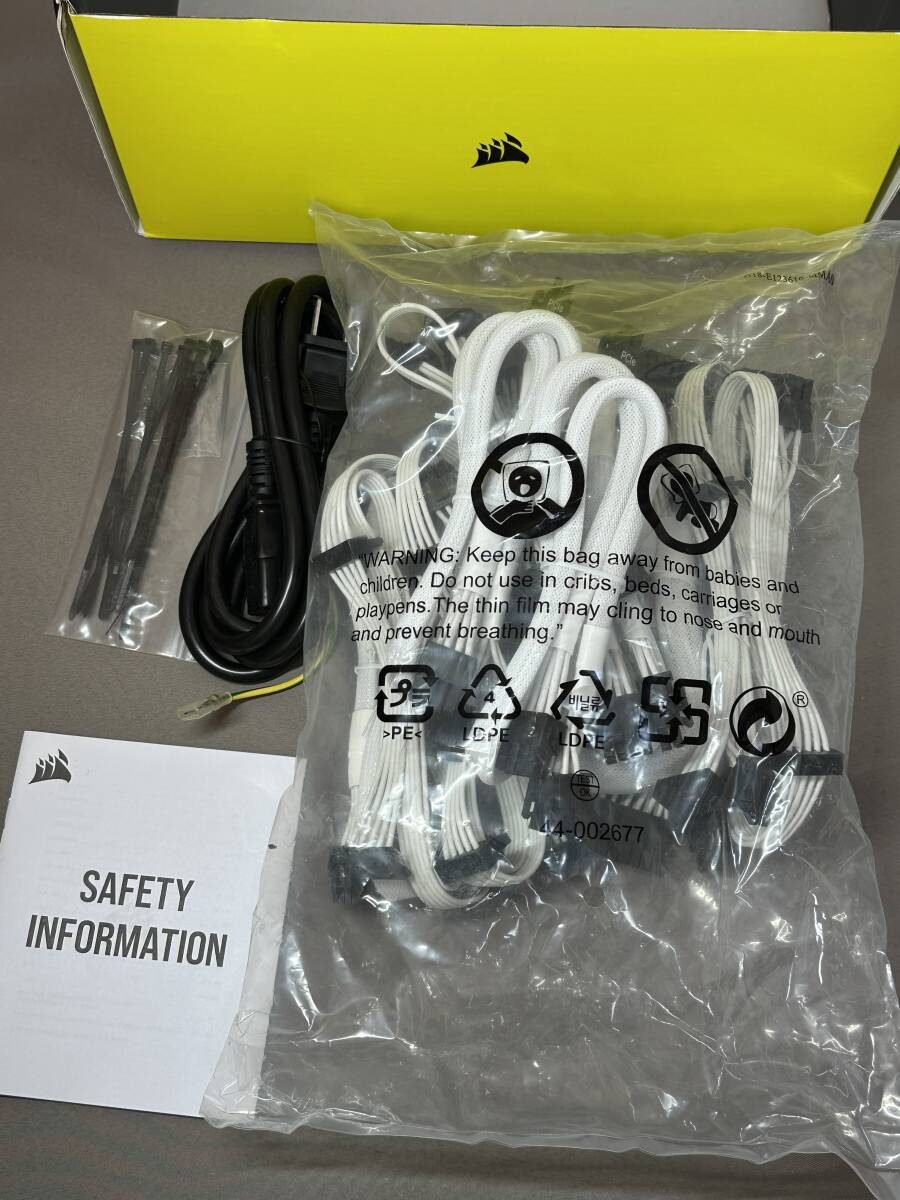 PCIe
"WARNING: Keep this bag away from babies and
children. Do not use in cribs, beds, carriages or
playpens.The thin film may cling to nose and mouth
and prevent breathing."
4
비닐류
®
>PE<
LDPE
LDPE
TEST
OK
44-002677
SAFETY
INFORMATION